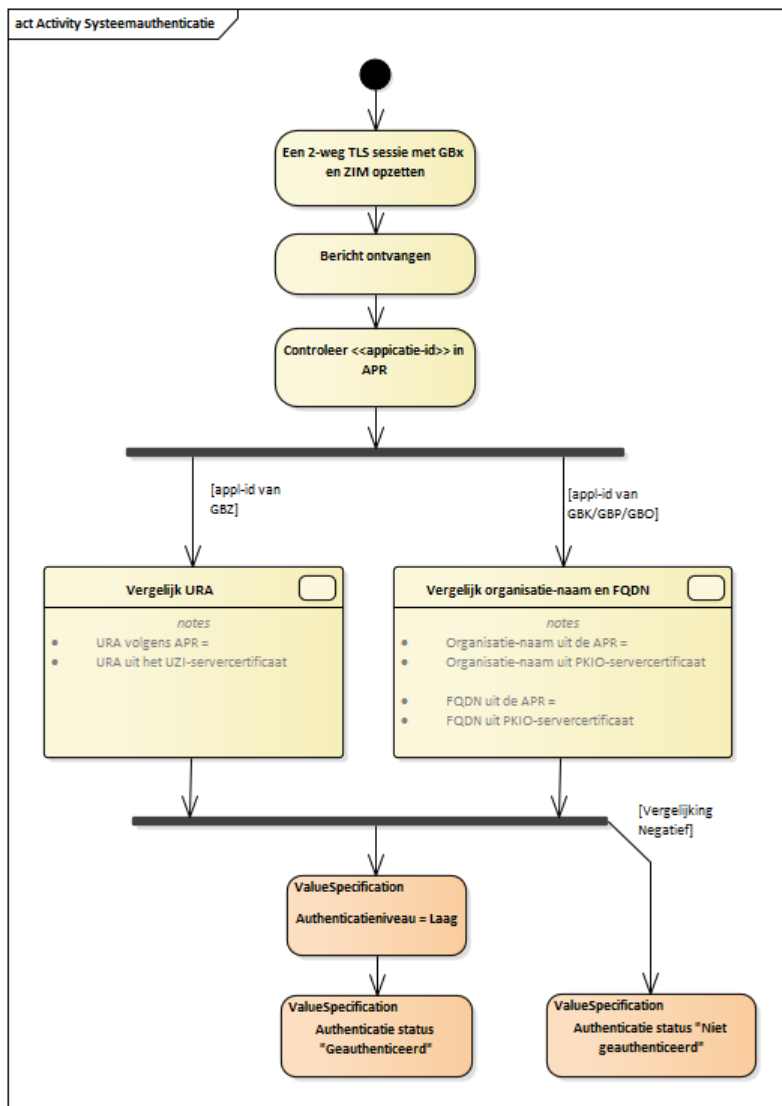 act Activity Systeemauthenticatie
Een 2-weg TLS sessie met GBx
en ZIM opzetten
Bericht ontvangen
Controleer <<appicatie-id>> in
APR
[appl-id van
GBZ]
[appl-id van
GBK/GBP/GBO]
Vergelijk URA
notes
• URA volgens APR =
• URA uit het UZI-servercertificaat
Vergelijk organisatie-naam en FQDN
notes
• Organisatie-naam uit de APR =
• Organisatie-naam uit PKIO-servercertificaat
• FQDN uit de APR =
• FQDN uit PKIO-servercertificaat
[Vergelijking
Negatief]
ValueSpecification
Authenticatieniveau = Laag
ValueSpecification
Authenticatie status
"Geauthenticeerd"
ValueSpecification
Authenticatie status "Niet
geauthenticeerd"